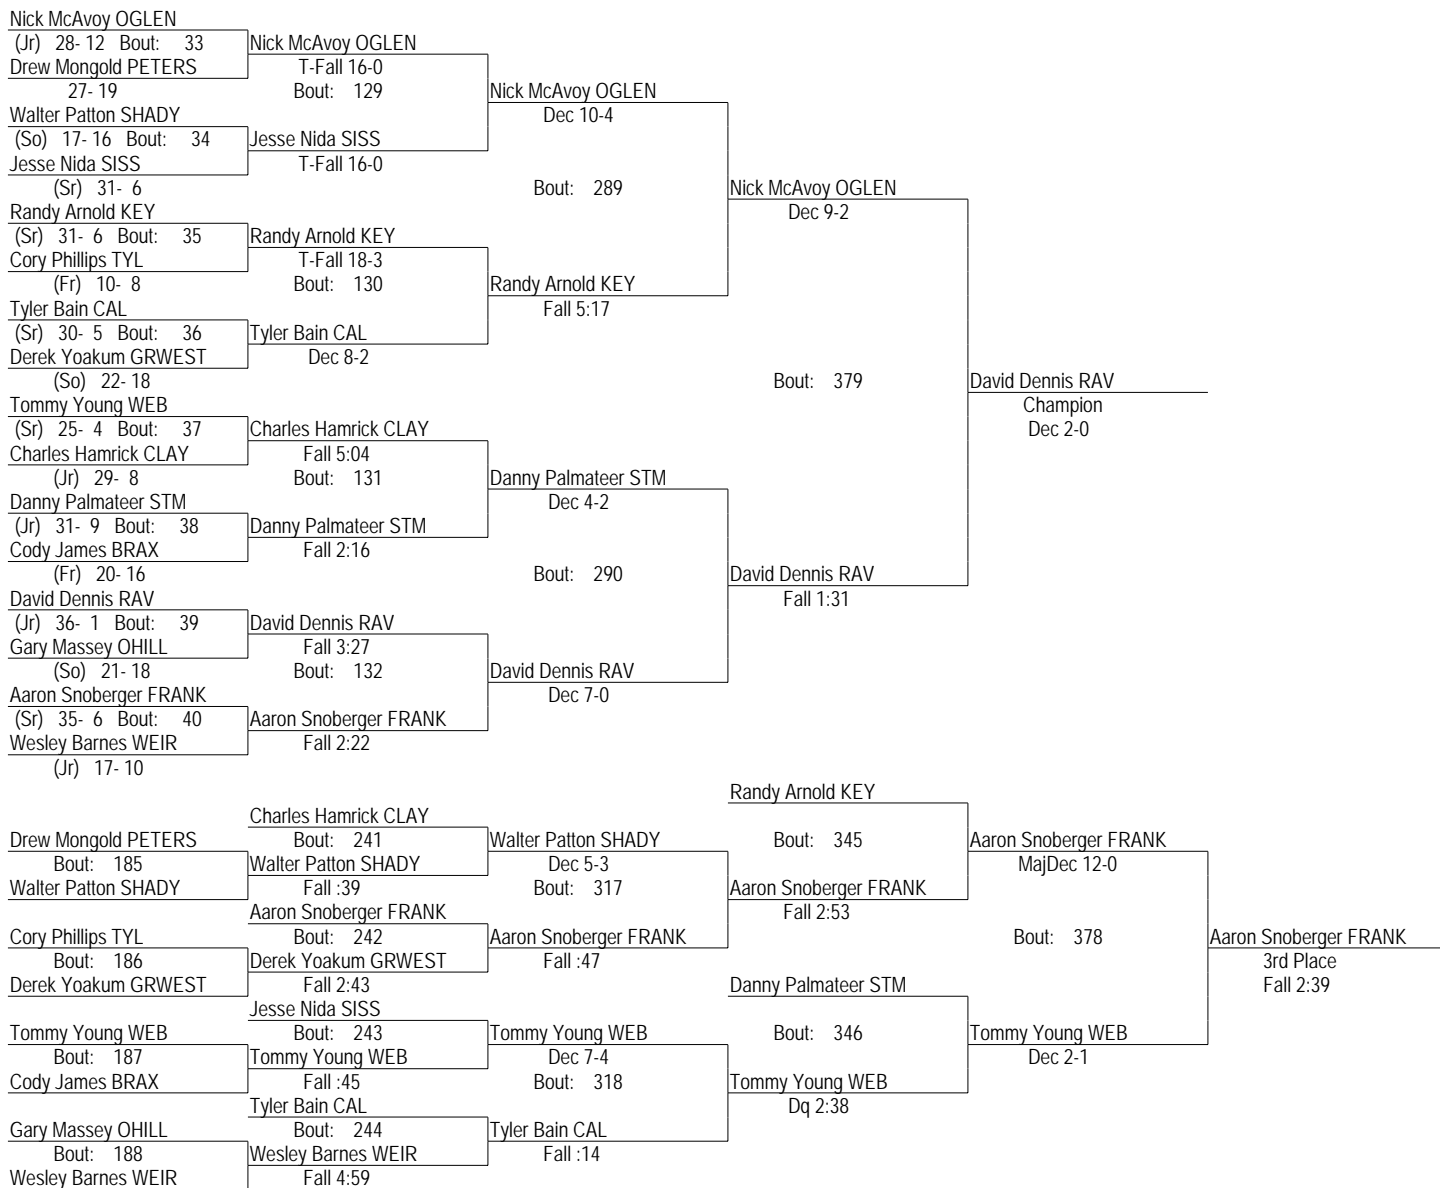 Nick McAvoy OGLEN
(Jr) 28- 12 Bout: 33 Nick McAvoy OGLEN
Drew Mongold PETERS T-Fall 16-0
27- 19 Bout: 129 Nick McAvoy OGLEN
Walter Patton SHADY Dec 10-4
(So) 17- 16 Bout: 34 Jesse Nida SISS
Jesse Nida SISS T-Fall 16-0
(Sr) 31- 6 Bout: 289 Nick McAvoy OGLEN
Randy Arnold KEY Dec 9-2
(Sr) 31- 6 Bout: 35 Randy Arnold KEY
Cory Phillips TYL T-Fall 18-3
(Fr) 10- 8 Bout: 130 Randy Arnold KEY
Tyler Bain CAL Fall 5:17
(Sr) 30- 5 Bout: 36 Tyler Bain CAL
Derek Yoakum GRWEST Dec 8-2
(So) 22- 18 Bout: 379 David Dennis RAV
Tommy Young WEB Champion
(Sr) 25- 4 Bout: 37 Charles Hamrick CLAY Dec 2-0
Charles Hamrick CLAY Fall 5:04
(Jr) 29- 8 Bout: 131 Danny Palmateer STM
Danny Palmateer STM Dec 4-2
(Jr) 31- 9 Bout: 38 Danny Palmateer STM
Cody James BRAX Fall 2:16
(Fr) 20- 16 Bout: 290 David Dennis RAV
David Dennis RAV Fall 1:31
(Jr) 36- 1 Bout: 39 David Dennis RAV
Gary Massey OHILL Fall 3:27
(So) 21- 18 Bout: 132 David Dennis RAV
Aaron Snoberger FRANK Dec 7-0
(Sr) 35- 6 Bout: 40 Aaron Snoberger FRANK
Wesley Barnes WEIR Fall 2:22
(Jr) 17- 10
Randy Arnold KEY
Charles Hamrick CLAY
Drew Mongold PETERS Bout: 241 Walter Patton SHADY Bout: 345 Aaron Snoberger FRANK
Bout: 185 Walter Patton SHADY Dec 5-3 MajDec 12-0
Walter Patton SHADY Fall :39 Bout: 317 Aaron Snoberger FRANK
Aaron Snoberger FRANK Fall 2:53
Cory Phillips TYL Bout: 242 Aaron Snoberger FRANK Bout: 378 Aaron Snoberger FRANK
Bout: 186 Derek Yoakum GRWEST Fall :47 3rd Place
Derek Yoakum GRWEST Fall 2:43 Danny Palmateer STM Fall 2:39
Jesse Nida SISS
Tommy Young WEB Bout: 243 Tommy Young WEB Bout: 346 Tommy Young WEB
Bout: 187 Tommy Young WEB Dec 7-4 Dec 2-1
Cody James BRAX Fall :45 Bout: 318 Tommy Young WEB
Tyler Bain CAL Dq 2:38
Gary Massey OHILL Bout: 244 Tyler Bain CAL
Bout: 188 Wesley Barnes WEIR Fall :14
Wesley Barnes WEIR Fall 4:59